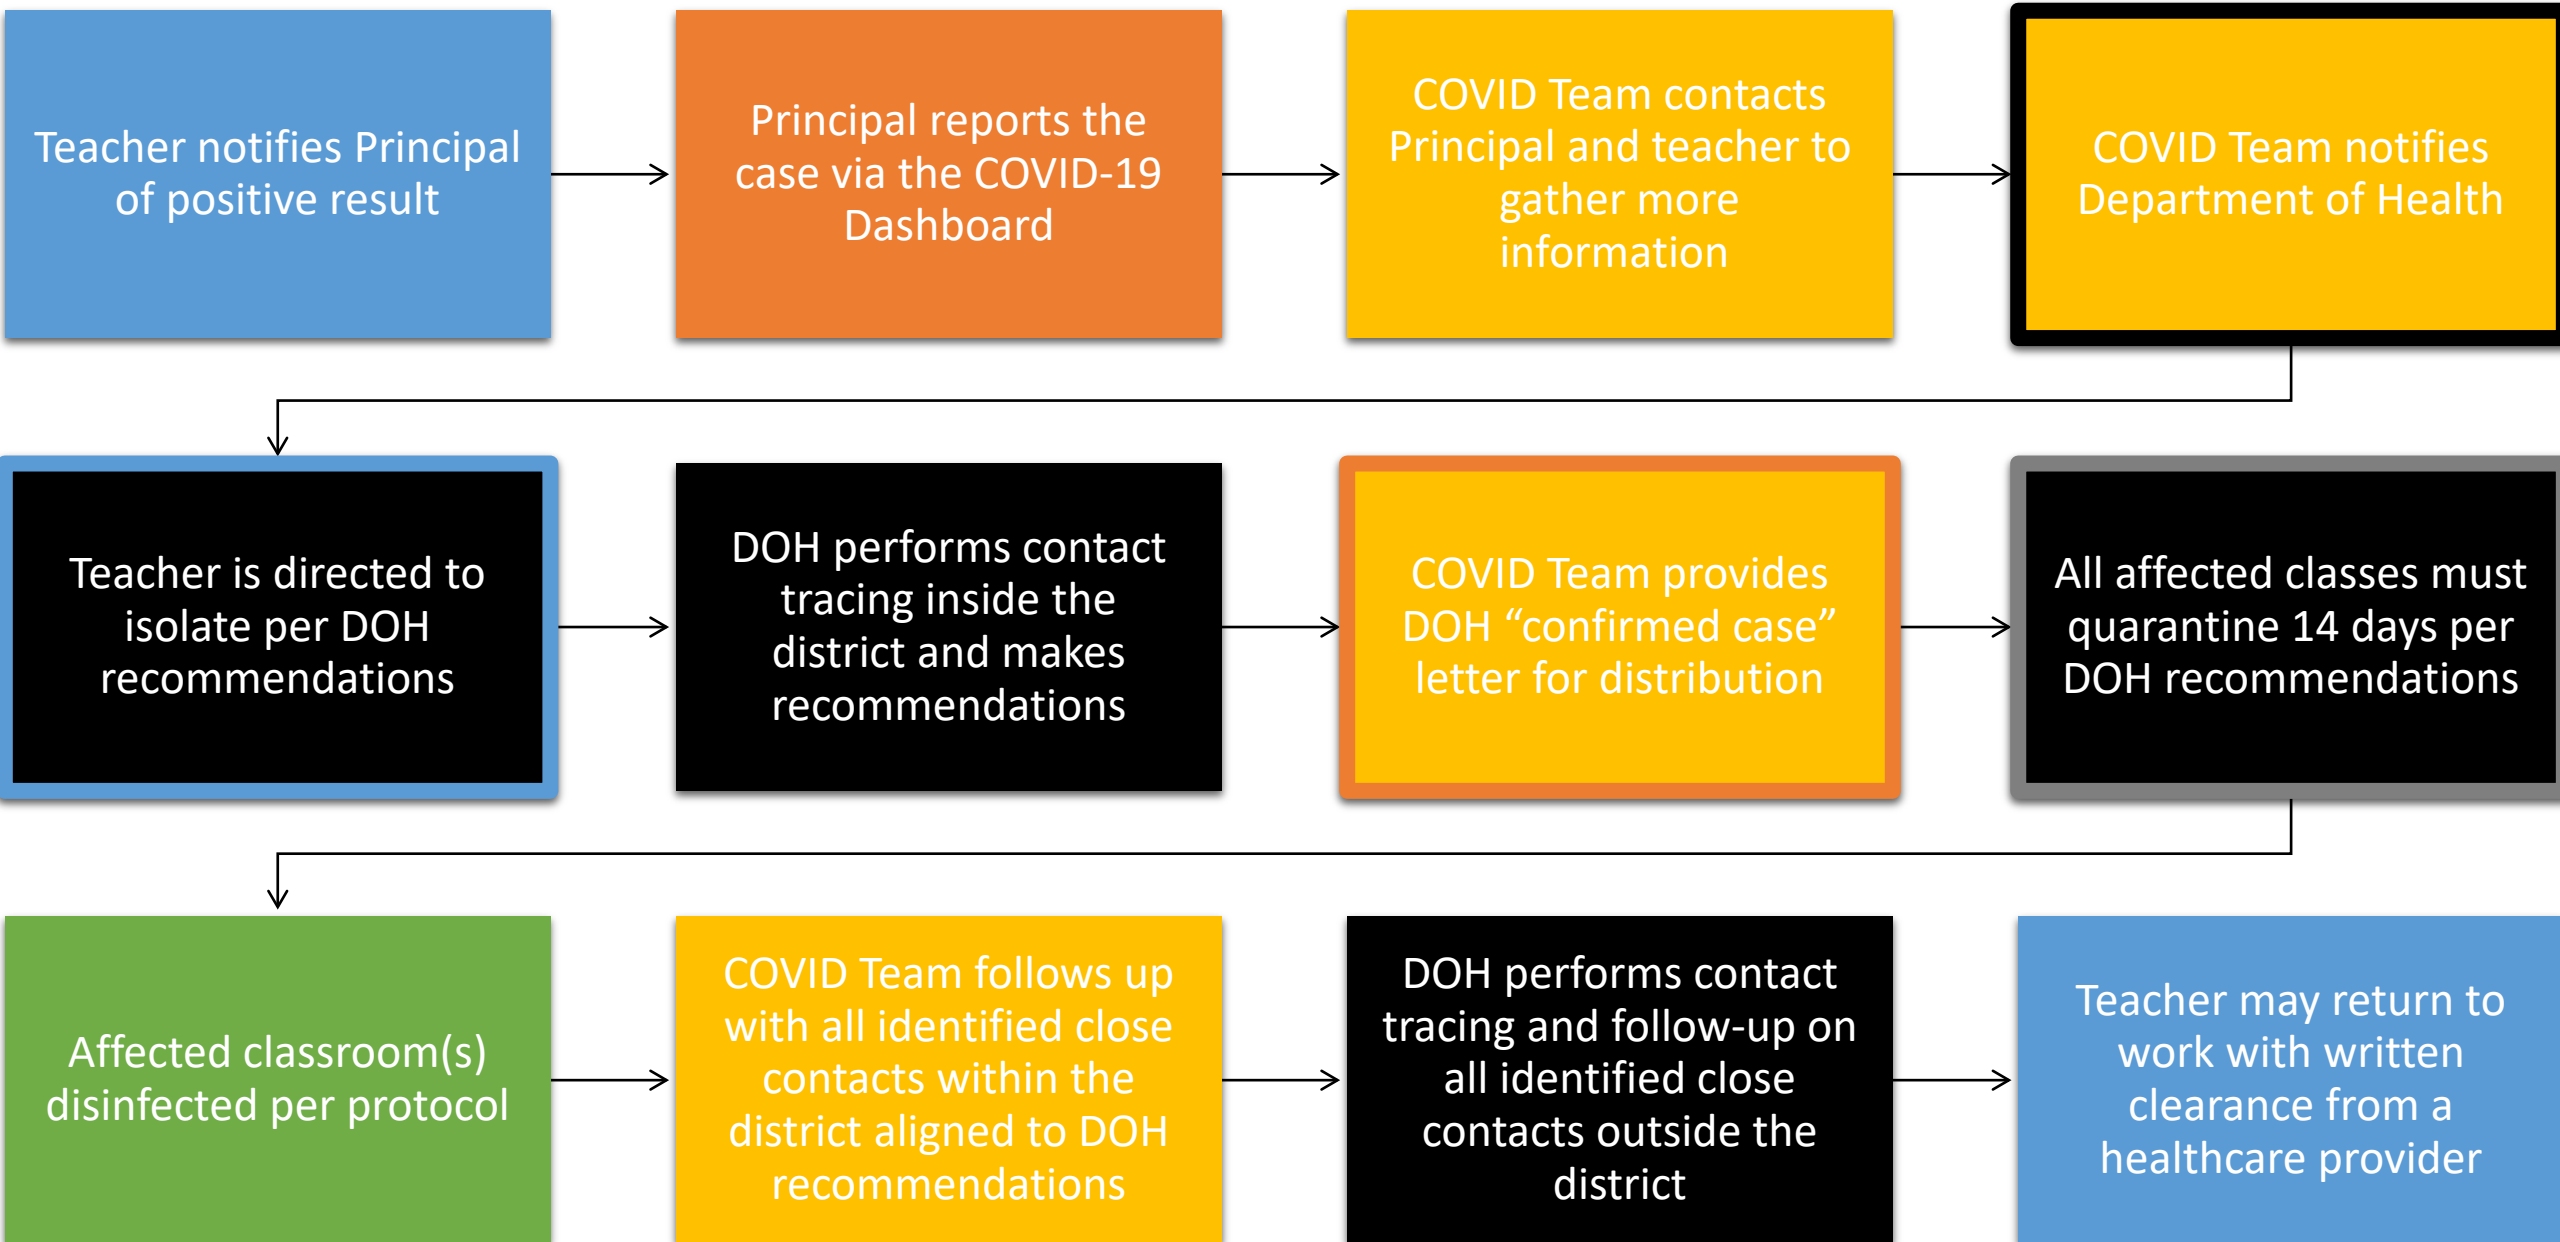 Teacher notifies Principal
of positive result
Principal reports the
case via the COVID-19
Dashboard
COVID Team contacts
Principal and teacher to
gather more
information
COVID Team notifies
Department of Health
Teacher is directed to
isolate per DOH
recommendations
DOH performs contact
tracing inside the
district and makes
recommendations
COVID Team provides
DOH “confirmed case”
letter for distribution
All affected classes must
quarantine 14 days per
DOH recommendations
Affected classroom(s)
disinfected per protocol
COVID Team follows up
with all identified close
contacts within the
district aligned to DOH
recommendations
DOH performs contact
tracing and follow-up on
all identified close
contacts outside the
district
Teacher may return to
work with written
clearance from a
healthcare provider